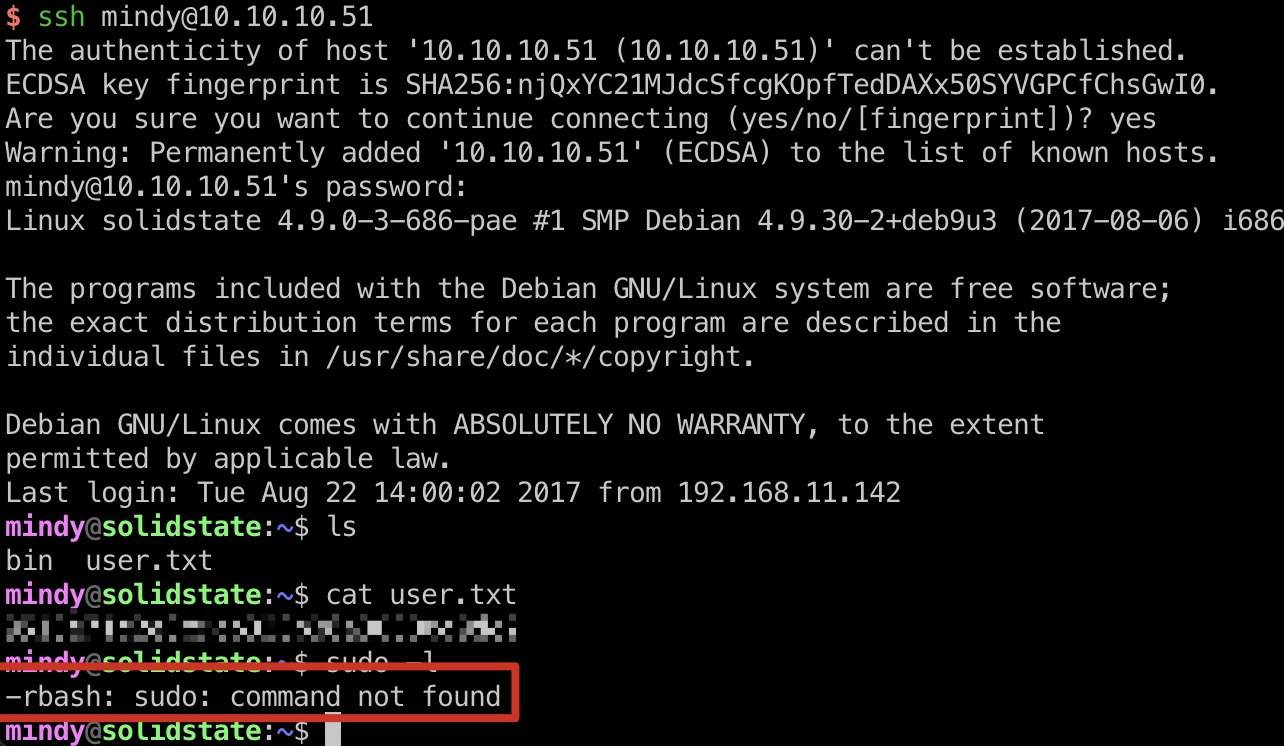 $ ssh mindy@10.10.10.51
The authenticity of host '10.10.10.51 (10.10.10.51)' can't be established.
ECDSA key fingerprint is SHA256:njQxYC21MJdcSfcgKOpfTedDAXx50SYVGPCfChsGwI0.
Are you sure you want to continue connecting (yes/no/[fingerprint])? yes
Warning: Permanently added '10.10.10.51' (ECDSA) to the list of known hosts.
mindy@10.10.10.51's password:
Linux solidstate 4.9.0-3-686-pae #1 SMP Debian 4.9.30-2+deb9u3 (2017-08-06) i686
The programs included with the Debian GNU/Linux system are free software;
the exact distribution terms for each program are described in the
individual files in /usr/share/doc/*/copyright.
Debian GNU/Linux comes with ABSOLUTELY NO WARRANTY, to the extent
permitted by applicable law.
Last login: Tue Aug 22 14:00:02 2017 from 192.168.11.142
mindy@solidstate:~$ ls
bin  user.txt
mindy@solidstate:~$ cat user.txt
mindy@solidstate:~$ sudo -l
-rbash: sudo: command not found
mindy@solidstate:~$